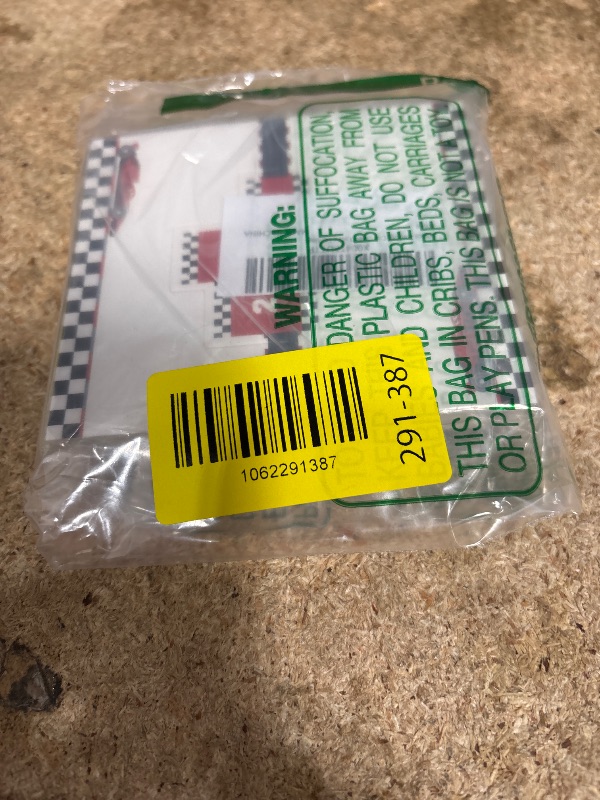 WARNING:
DANGER OF SUFFOCATION
PLASTIC BAG AWAY FROM
AND CHILDREN, DO NOT USE
THIS BAG IN CRIBS, BEDS, CARRIAGES
OR PLAY PENS. THIS BAG IS NOT A TOY
1062291387
291-387